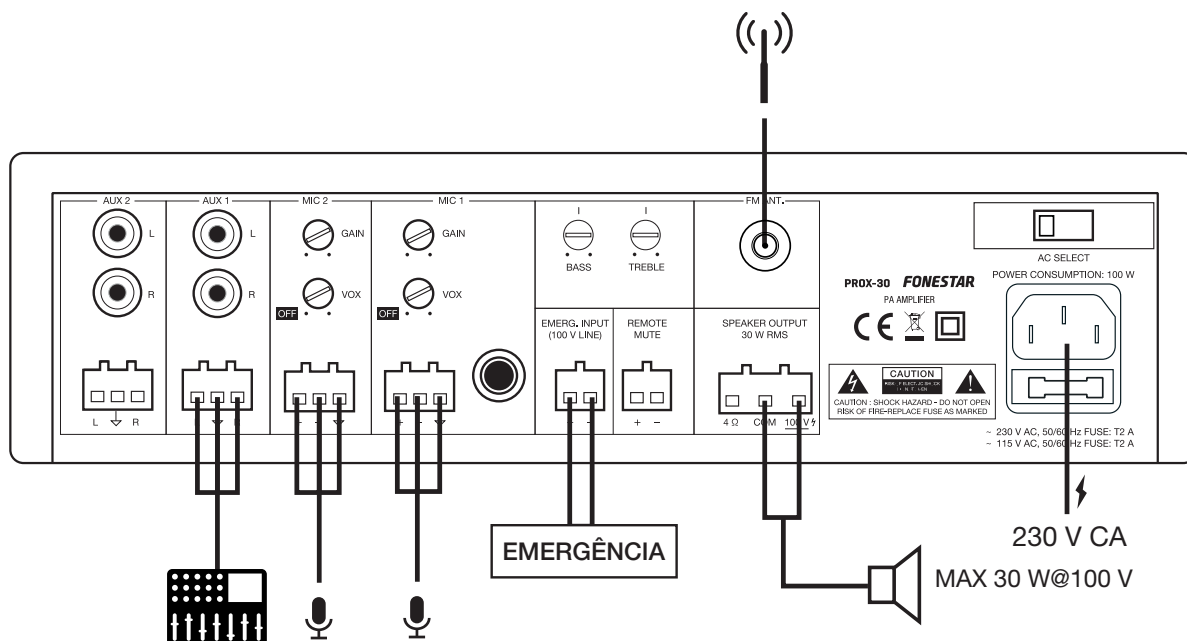 AUX 2
AUX 1
MIC 2
MIC 1
FM ANT.
L
L
GAIN
GAIN
R
R
VOX
VOX
OFF
OFF
BASS
TREBLE
AC SELECT
POWER CONSUMPTION: 100 W
PROX-30 FONESTAR
PA AMPLIFIER
EMERG. INPUT
(100 V LINE)
REMOTE
MUTE
SPEAKER OUTPUT
30 W RMS
CAUTION
CAUTION : SHOCK HAZARD - DO NOT OPEN
RISK OF FIRE-REPLACE FUSE AS MARKED
L R
+ -
4 Ω COM 100 V
~ 230 V AC, 50/60 Hz FUSE: T2 A
~ 115 V AC, 50/60 Hz FUSE: T2 A
EMERGÊNCIA
230 V CA
MAX 30 W@100 V